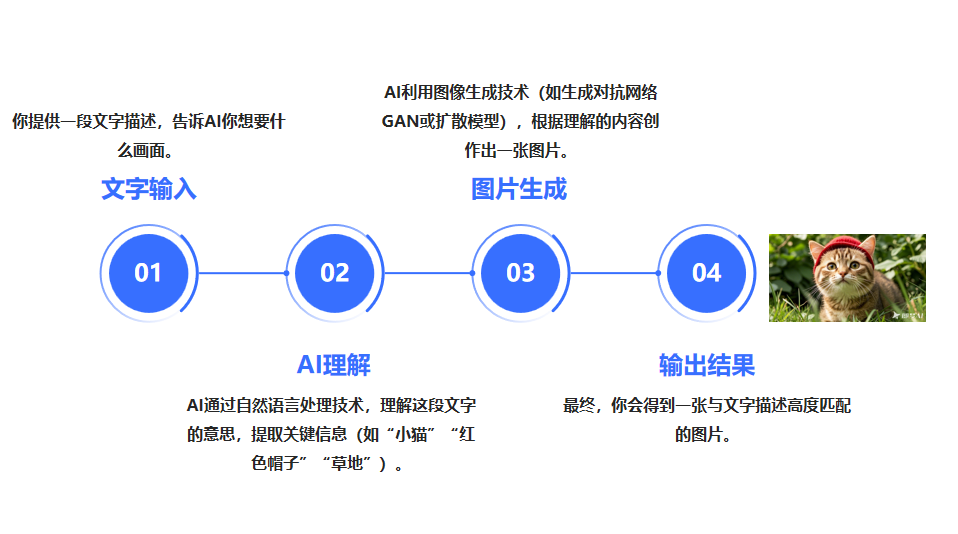 你提供一段文字描述，告诉AI你想要什
么画面。
文字输入
01
02
AI理解
AI通过自然语言处理技术，理解这段文字
的意思，提取关键信息（如“小猫”“红
色帽子”“草地”）。
AI利用图像生成技术（如生成对抗网络
GAN或扩散模型），根据理解的内容创
作出一张图片。
图片生成
03
04
输出结果
最终，你会得到一张与文字描述高度匹配
的图片。